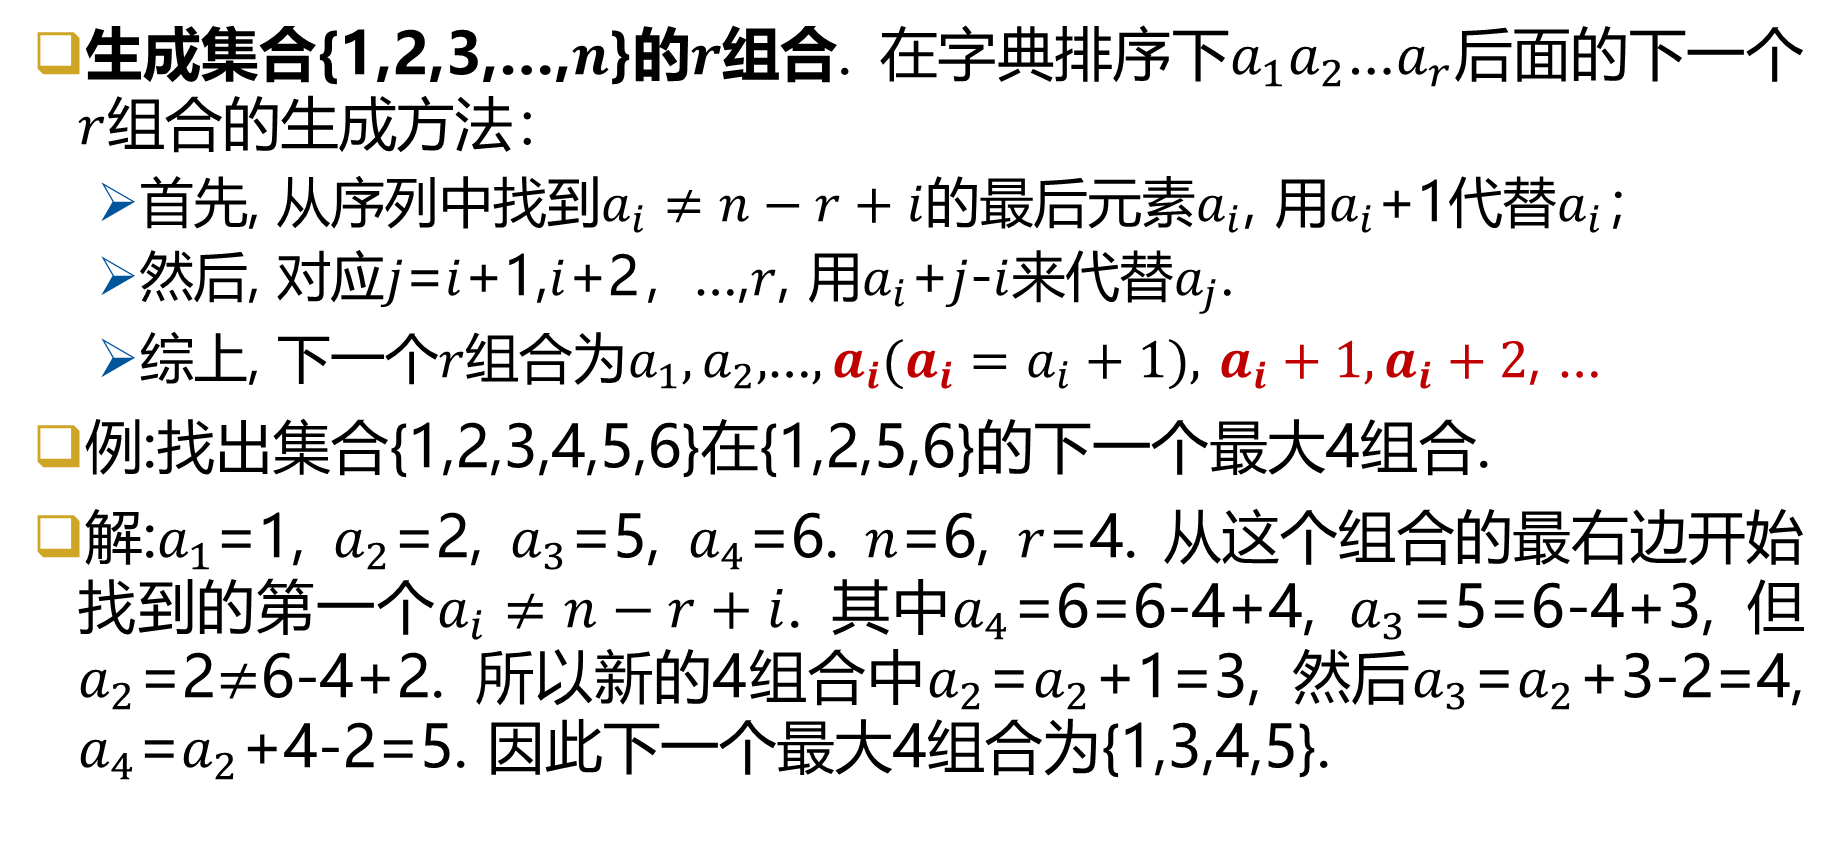 生成集合{1,2,3,…,n}的r组合. 在字典排序下a₁a₂…aᵣ后面的下一个
r组合的生成方法：
首先, 从序列中找到aᵢ ≠ n − r + i的最后元素aᵢ, 用aᵢ+1代替aᵢ;
然后, 对应j=i+1,i+2, …,r, 用aᵢ+j-i来代替aⱼ.
综上, 下一个r组合为a₁, a₂,…, aᵢ(aᵢ = aᵢ + 1), aᵢ + 1, aᵢ + 2, …
例:找出集合{1,2,3,4,5,6}在{1,2,5,6}的下一个最大4组合.
解:a₁=1, a₂=2, a₃=5, a₄=6. n=6, r=4. 从这个组合的最右边开始
找到的第一个aᵢ ≠ n − r + i. 其中a₄=6=6-4+4, a₃=5=6-4+3, 但
a₂=2≠6-4+2. 所以新的4组合中a₂=a₂+1=3, 然后a₃=a₂+3-2=4,
a₄=a₂+4-2=5. 因此下一个最大4组合为{1,3,4,5}.